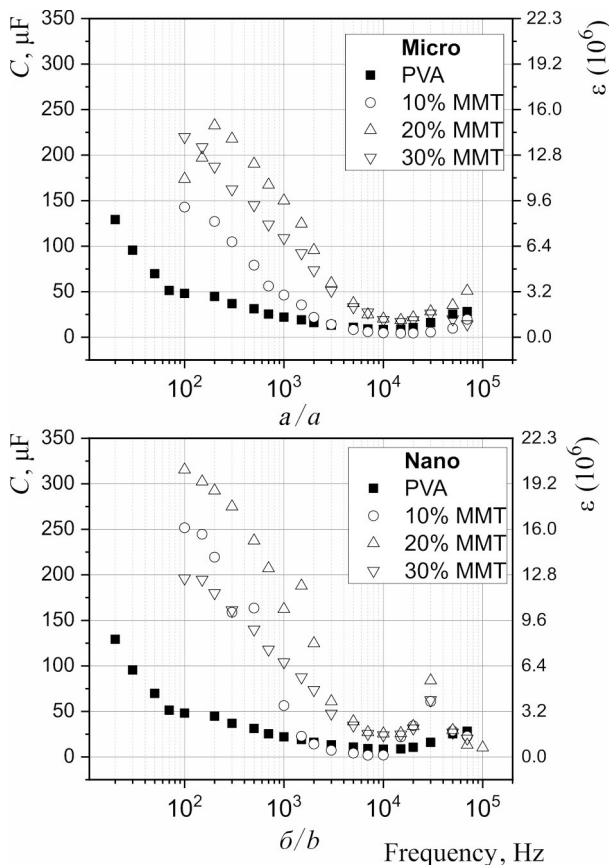 C, μF
350
300
250
200
150
100
50
0
22.3
19.2
16.0
12.8
9.6
6.4
3.2
0.0
ε (10⁶)
Micro
PVA
10% MMT
20% MMT
30% MMT
10² 10³ 10⁴ 10⁵
а/a
C, μF
350
300
250
200
150
100
50
0
22.3
19.2
16.0
12.8
9.6
6.4
3.2
0.0
ε (10⁶)
Nano
PVA
10% MMT
20% MMT
30% MMT
10² 10³ 10⁴ 10⁵
б/b
Frequency, Hz